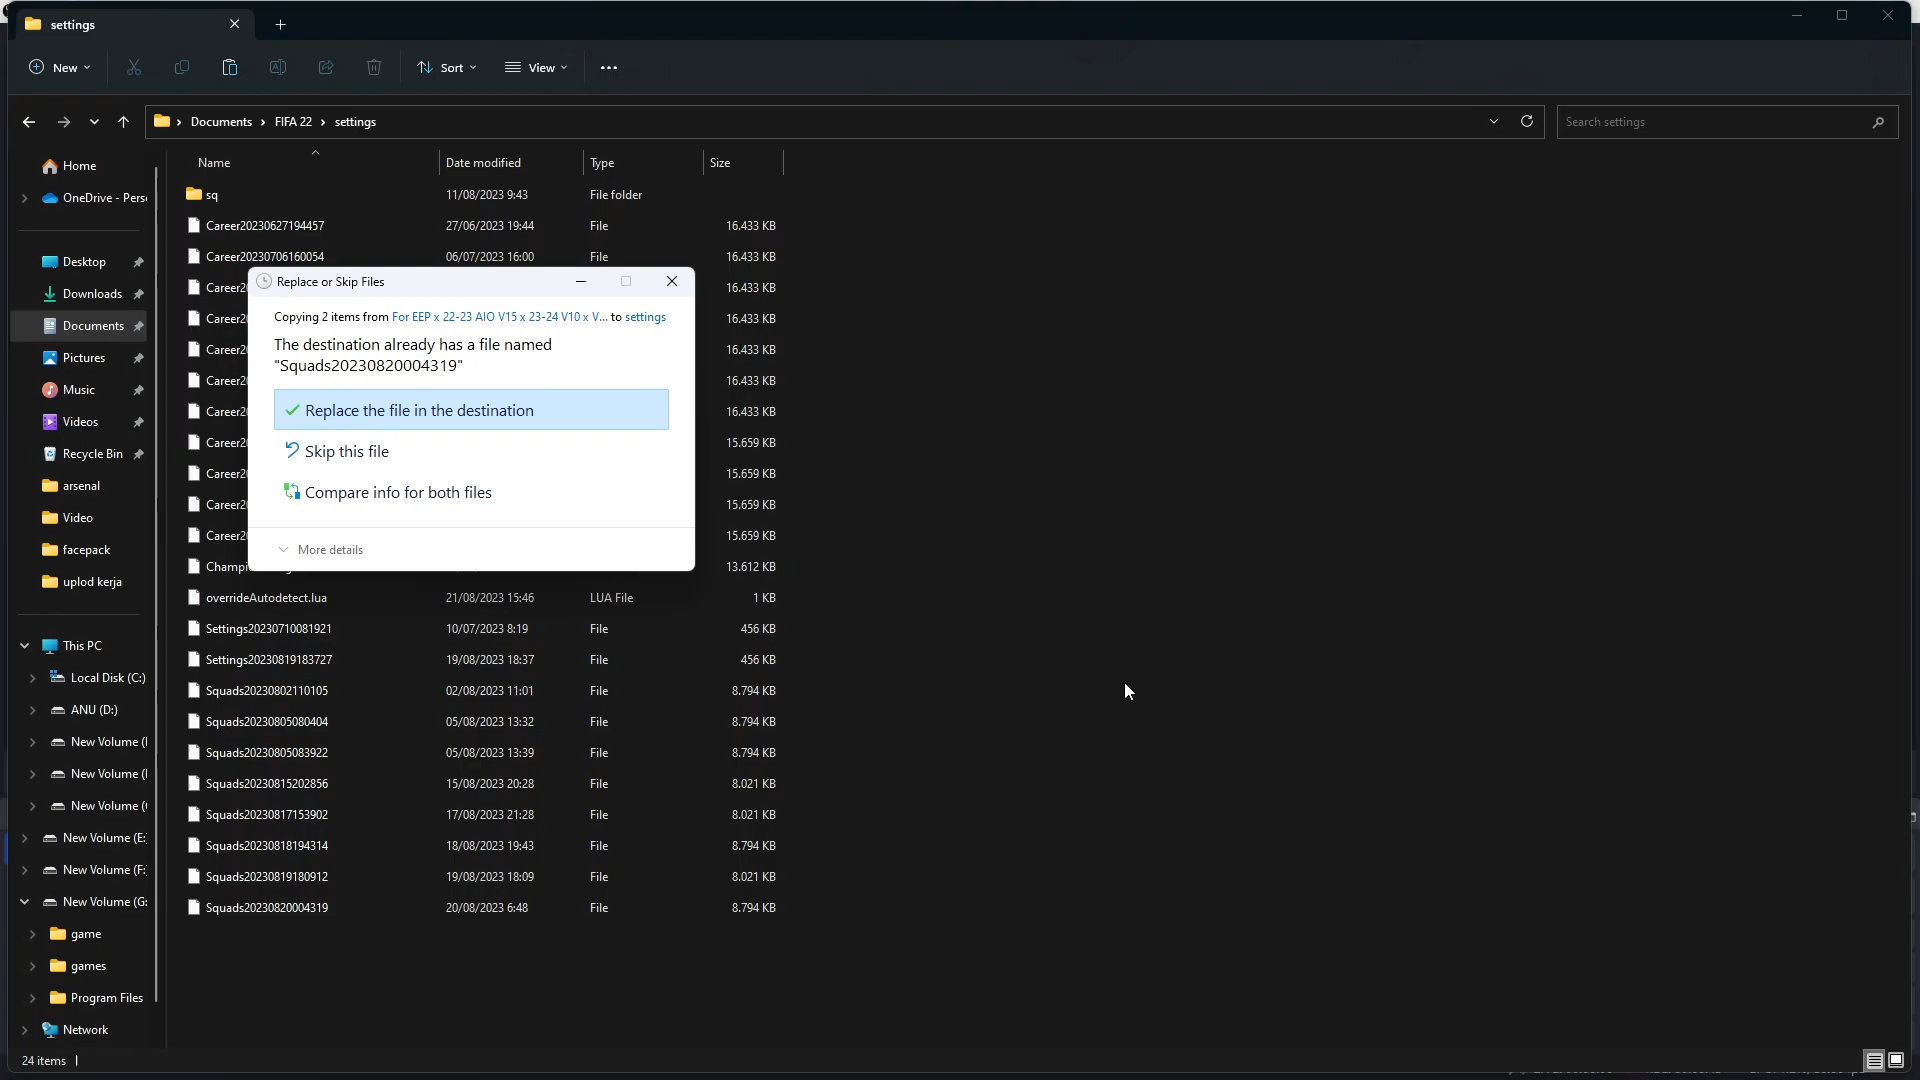 settings
New
Sort
View
Documents > FIFA 22 > settings
Search settings
Name Date modified Type Size
Home
OneDrive - Pers
Desktop
Downloads
Documents
Pictures
Music
Videos
Recycle Bin
arsenal
Video
facepack
uplod kerja
This PC
Local Disk (C:)
ANU (D:)
New Volume (
New Volume (
New Volume (
New Volume (E:
New Volume (F:
New Volume (G:
game
games
Program Files
Network
sq 11/08/2023 9:43 File folder
Career20230627194457 27/06/2023 19:44 File 16.433 KB
Career20230706160054 06/07/2023 16:00 File 16.433 KB
Career2 16.433 KB
Career2 16.433 KB
Career2 16.433 KB
Career2 16.433 KB
Career2 16.433 KB
Career2 15.659 KB
Career2 15.659 KB
Career2 15.659 KB
Career2 15.659 KB
Champi 13.612 KB
overrideAutodetect.lua 21/08/2023 15:46 LUA File 1 KB
Settings20230710081921 10/07/2023 8:19 File 456 KB
Settings20230819183727 19/08/2023 18:37 File 456 KB
Squads20230802110105 02/08/2023 11:01 File 8.794 KB
Squads20230805080404 05/08/2023 13:32 File 8.794 KB
Squads20230805083922 05/08/2023 13:39 File 8.794 KB
Squads20230815202856 15/08/2023 20:28 File 8.021 KB
Squads20230817153902 17/08/2023 21:28 File 8.021 KB
Squads20230818194314 18/08/2023 19:43 File 8.794 KB
Squads20230819180912 19/08/2023 18:09 File 8.021 KB
Squads20230820004319 20/08/2023 6:48 File 8.794 KB
Replace or Skip Files
Copying 2 items from For EEP x 22-23 AIO V15 x 23-24 V10 x V... to settings
The destination already has a file named
"Squads20230820004319"
Replace the file in the destination
Skip this file
Compare info for both files
More details
24 items